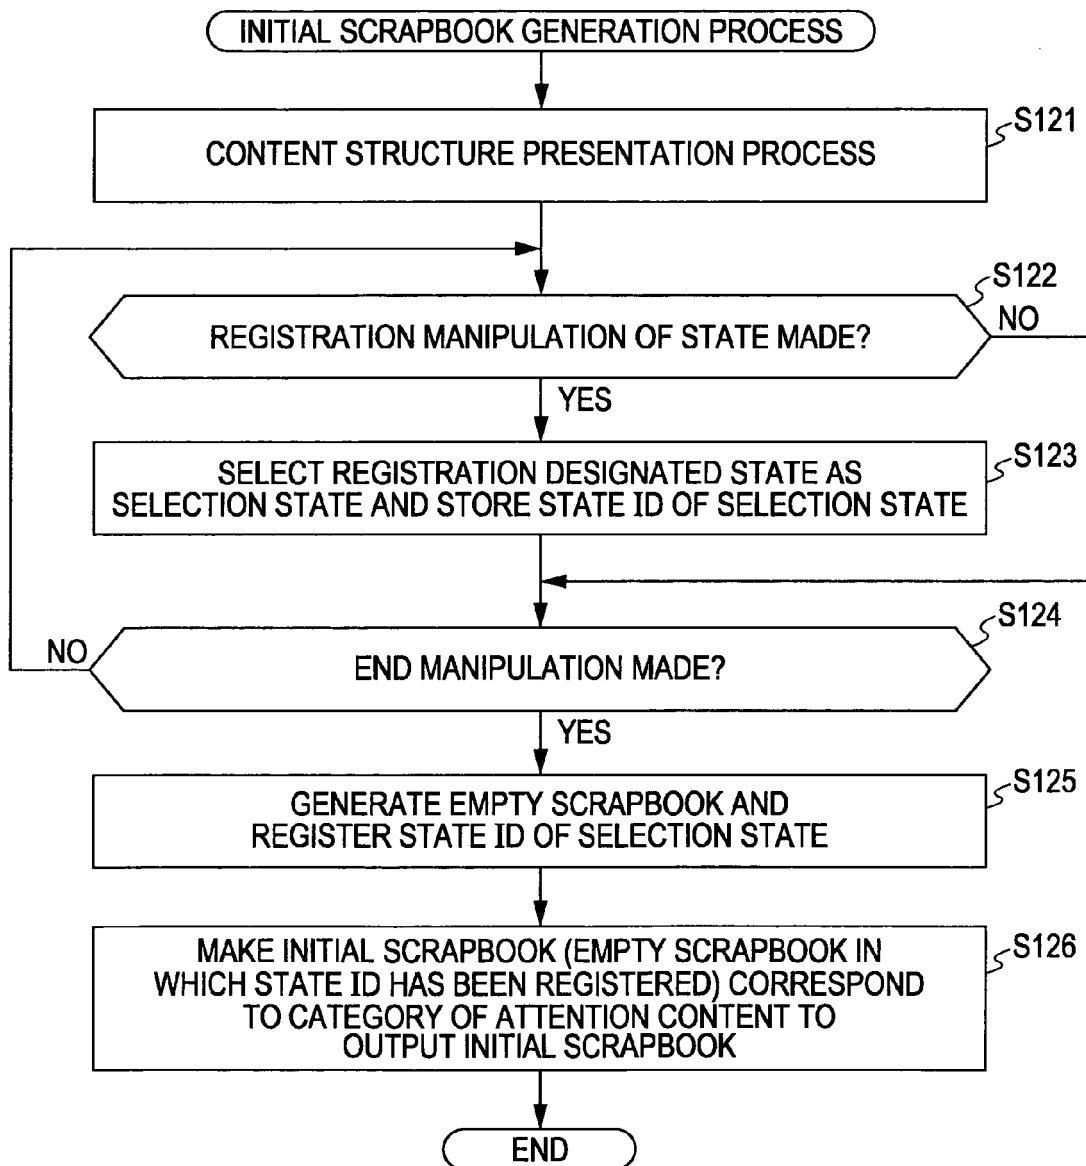 INITIAL SCRAPBOOK GENERATION PROCESS
S121
CONTENT STRUCTURE PRESENTATION PROCESS
S122
REGISTRATION MANIPULATION OF STATE MADE?
NO
YES
S123
SELECT REGISTRATION DESIGNATED STATE AS
SELECTION STATE AND STORE STATE ID OF SELECTION STATE
S124
NO
END MANIPULATION MADE?
YES
S125
GENERATE EMPTY SCRAPBOOK AND
REGISTER STATE ID OF SELECTION STATE
S126
MAKE INITIAL SCRAPBOOK (EMPTY SCRAPBOOK IN
WHICH STATE ID HAS BEEN REGISTERED) CORRESPOND
TO CATEGORY OF ATTENTION CONTENT TO
OUTPUT INITIAL SCRAPBOOK
END